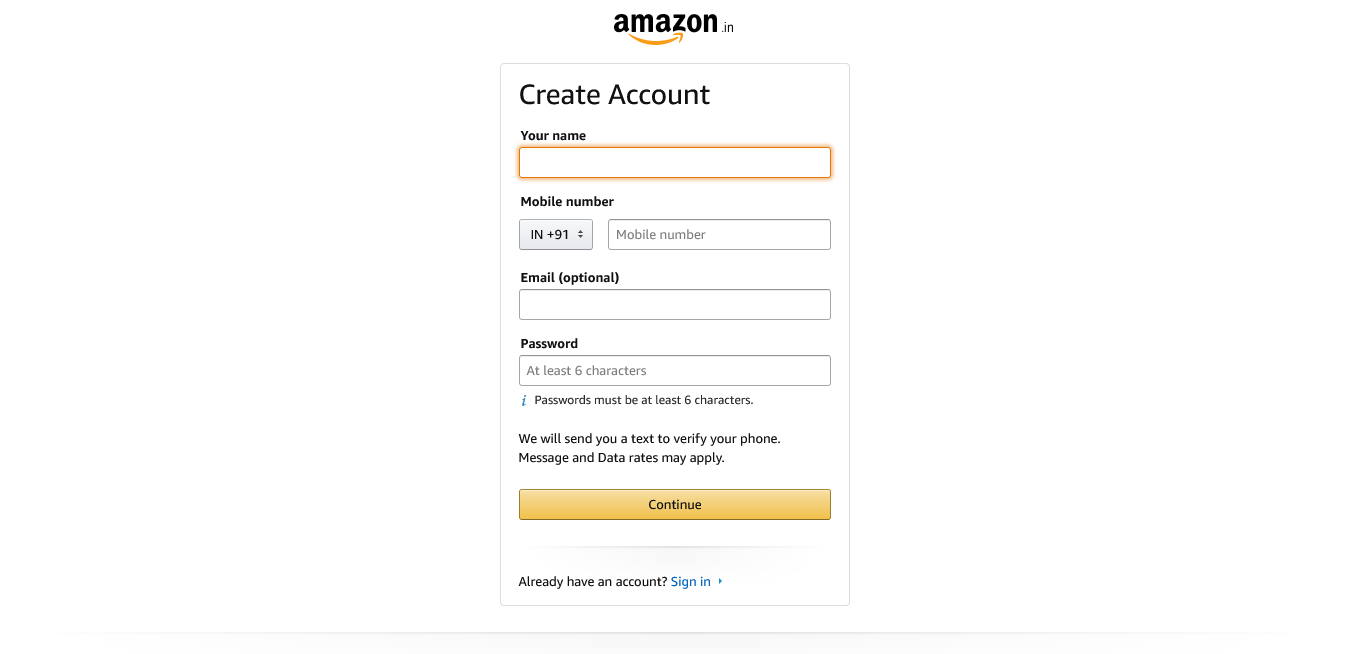 amazon.in
Create Account
Your name
Mobile number
IN +91 Mobile number
Email (optional)
Password
At least 6 characters
i Passwords must be at least 6 characters.
We will send you a text to verify your phone.
Message and Data rates may apply.
Continue
Already have an account? Sign in